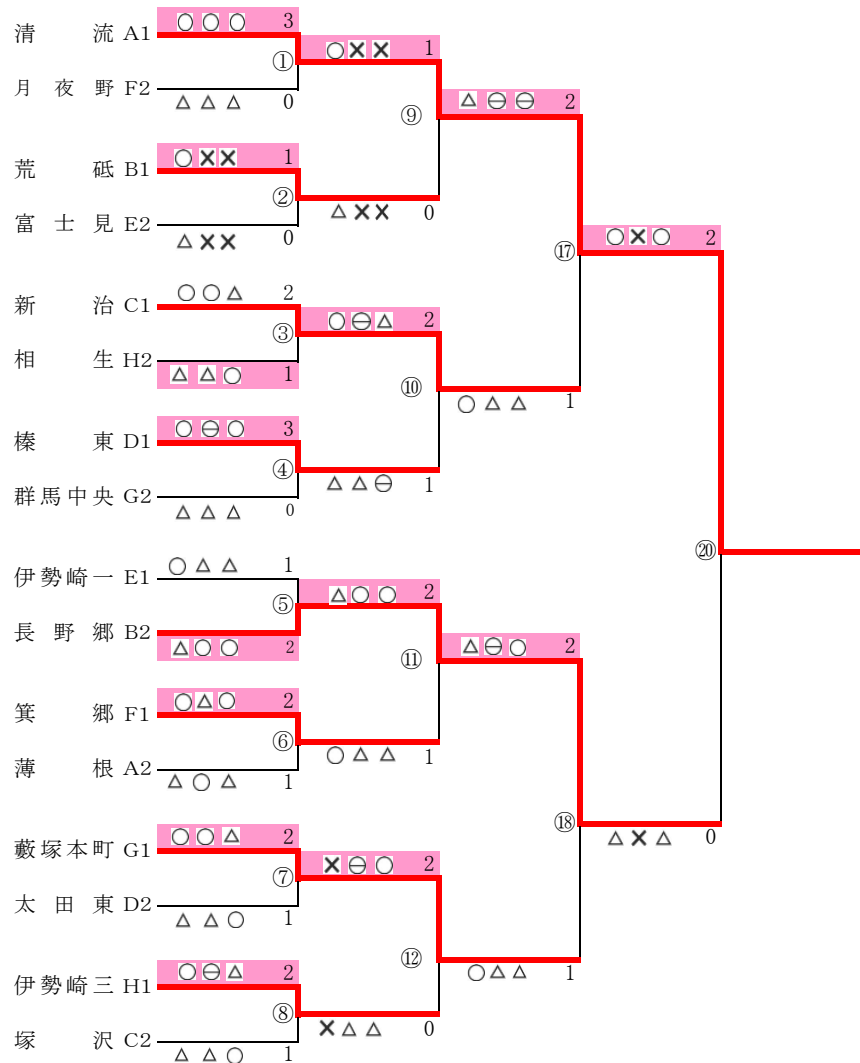 ○ ○ ○ 3
清流 A1
○ × × 1
①
月夜野 F2
△ ⊖ ⊖ 2
△ △ △ 0
⑨
○ × × 1
荒砥 B1
②
△ × × 0
富士見 E2
△ × × 0
○ × ○ 2
⑰
○ ○ △ 2
新治 C1
○ ⊖ △ 2
③
相生 H2
△ △ ○ 1
⑩
○ △ △ 1
○ ⊖ ○ 3
榛東 D1
④
△ △ ⊖ 1
群馬中央 G2
△ △ △ 0
⑳
○ △ △ 1
伊勢崎一 E1
△ ○ ○ 2
⑤
長野郷 B2
△ ○ ○ 2
△ ⊖ ○ 2
⑪
○ △ ○ 2
箕郷 F1
⑥
○ △ △ 1
薄根 A2
△ ○ △ 1
⑱
△ × △ 0
○ ○ △ 2
藪塚本町 G1
× ⊖ ○ 2
⑦
太田東 D2
△ △ ○ 1
⑫
○ △ △ 1
○ ⊖ △ 2
伊勢崎三 H1
⑧
× △ △ 0
塚沢 C2
△ △ ○ 1